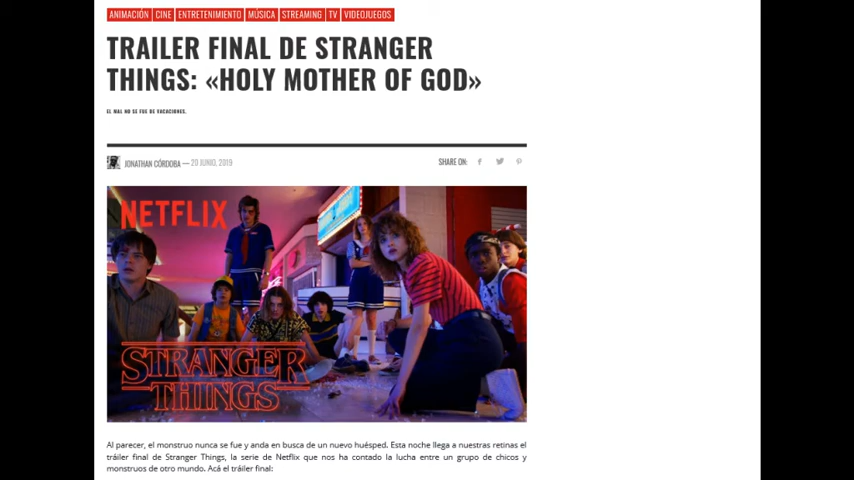 ANIMACIÓN CINE ENTRETENIMIENTO MÚSICA STREAMING TV VIDEOJUEGOS
TRAILER FINAL DE STRANGER
THINGS: «HOLY MOTHER OF GOD»
EL MAL NO SE FUE DE VACACIONES.
JONATHAN CÓRDOBA — 20 JUNIO, 2019
SHARE ON:
NETFLIX
STRANGER
THINGS
Al parecer, el monstruo nunca se fue y anda en busca de un nuevo huésped. Esta noche llega a nuestras retinas el
tráiler final de Stranger Things, la serie de Netflix que nos ha contado la lucha entre un grupo de chicos y
monstruos de otro mundo. Acá el tráiler final: